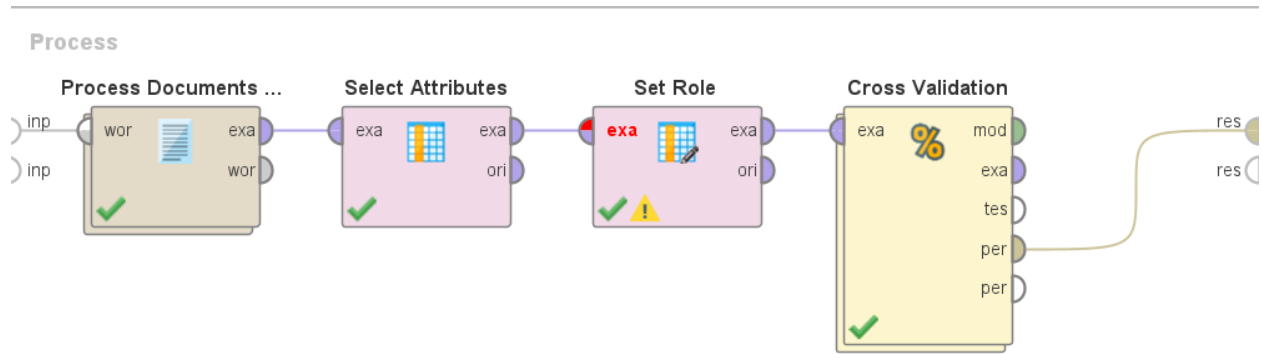 Process
Process Documents ...
Select Attributes
Set Role
Cross Validation
inp
inp
wor
exa
wor
exa
exa
ori
exa
exa
ori
exa
%
mod
exa
tes
per
per
res
res